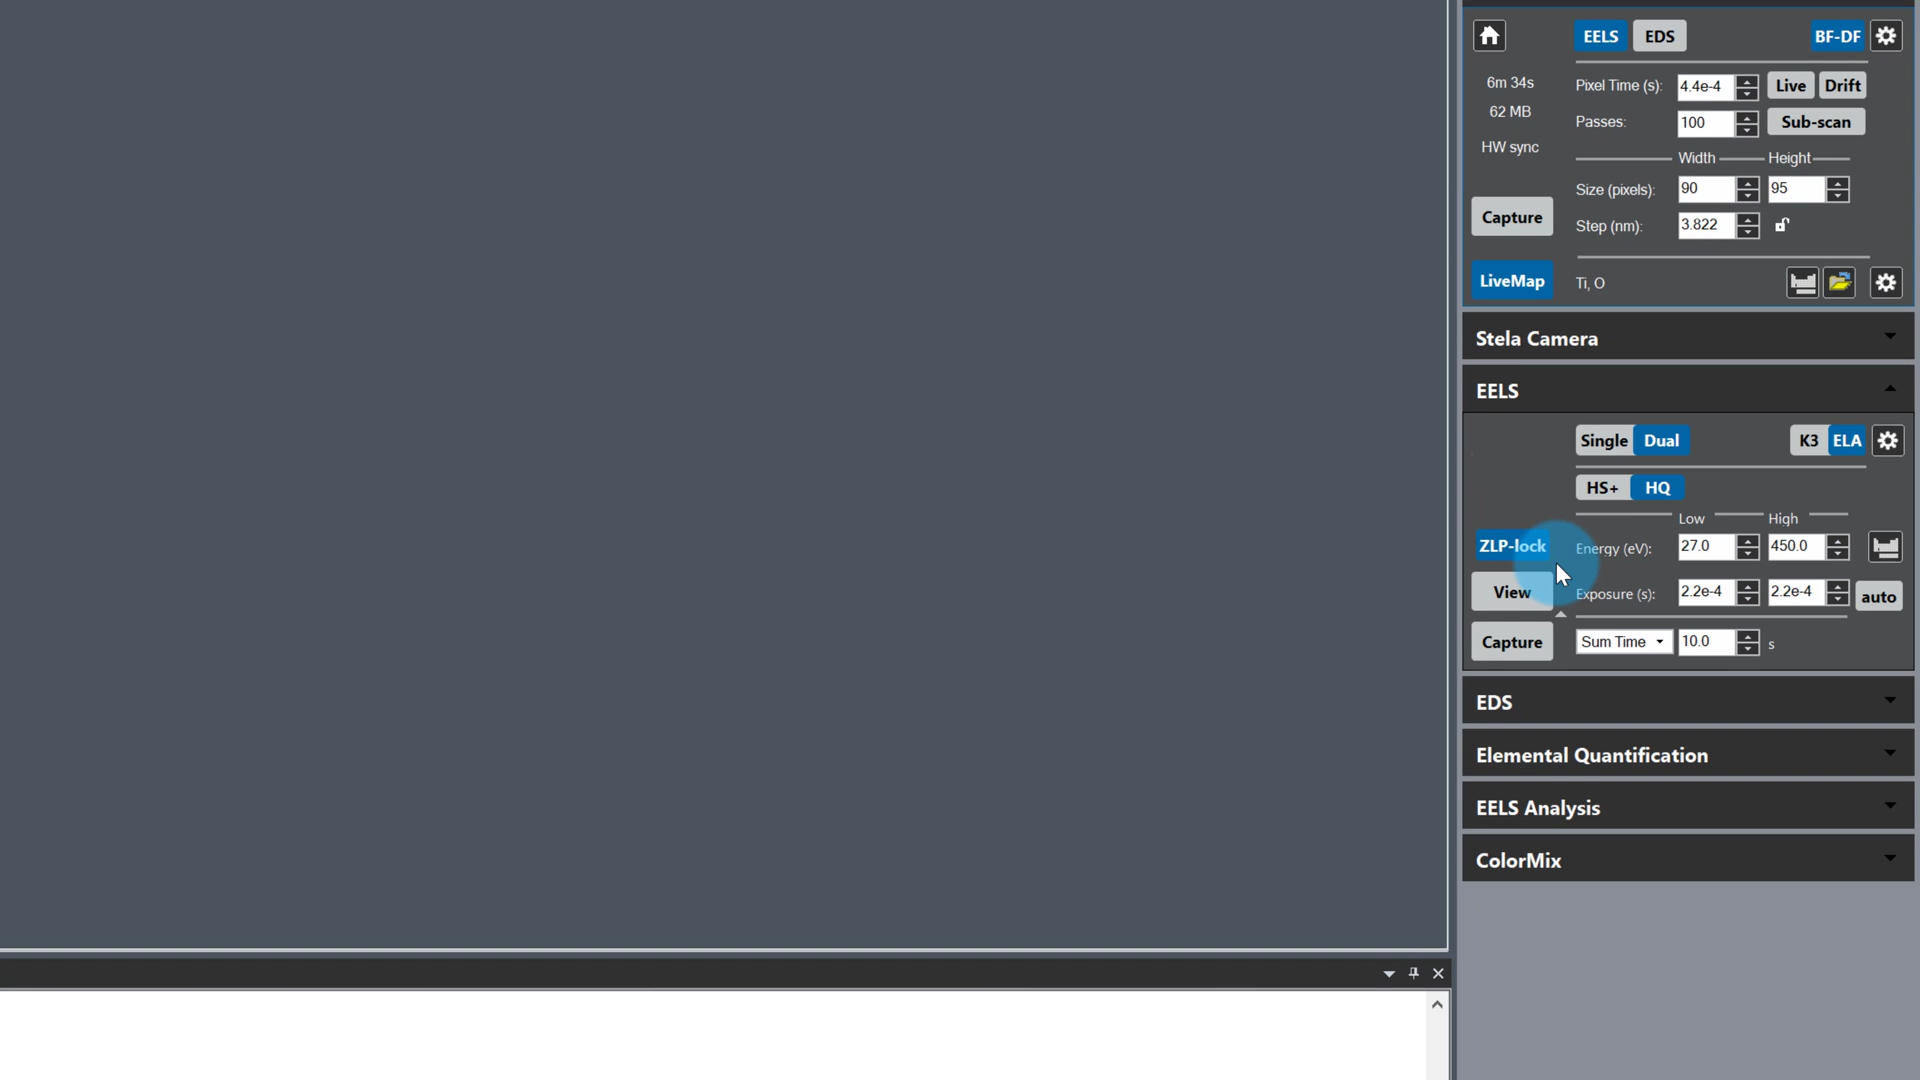 EELS EDS BF-DF
6m 34s Pixel Time (s): 4.4e-4 Live Drift
62 MB Passes: 100 Sub-scan
HW sync Width Height
Size (pixels): 90 95
Capture Step (nm): 3.822
LiveMap Ti, O
Stela Camera
EELS
Single Dual K3 ELA
HS+ HQ
Low High
ZLP-lock Energy (eV): 27.0 450.0
View Exposure (s): 2.2e-4 2.2e-4 auto
Capture Sum Time 10.0 s
EDS
Elemental Quantification
EELS Analysis
ColorMix